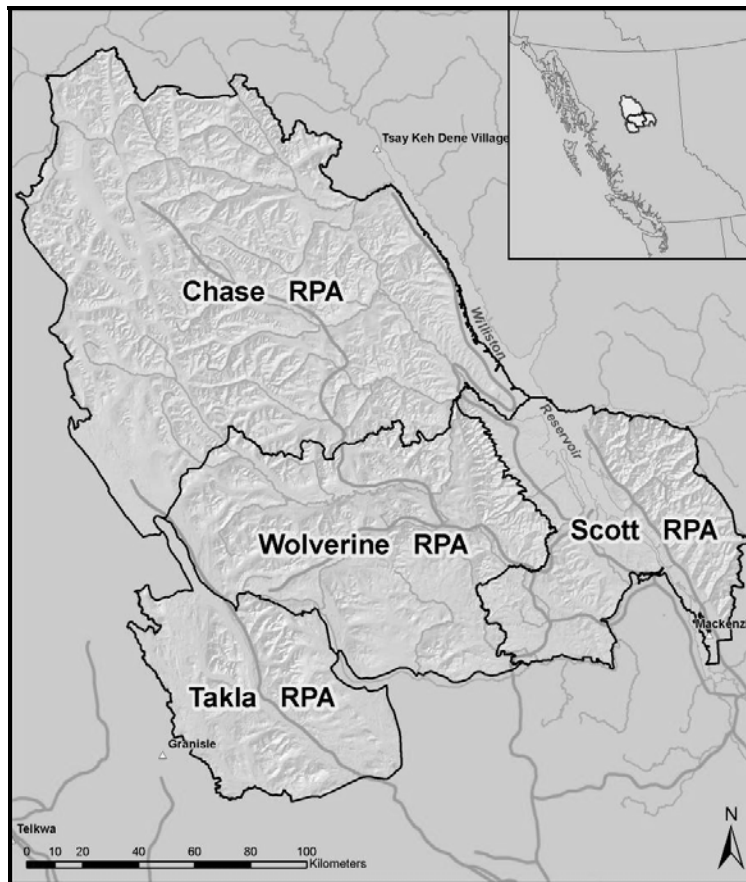 Tsay Keh Dene Village
Chase RPA
Williston
Reservoir
Wolverine RPA
Scott RPA
Mackenz
Takla RPA
Granisle
Telkwa
N
0 10 20 40 60 80 100
Kilometers